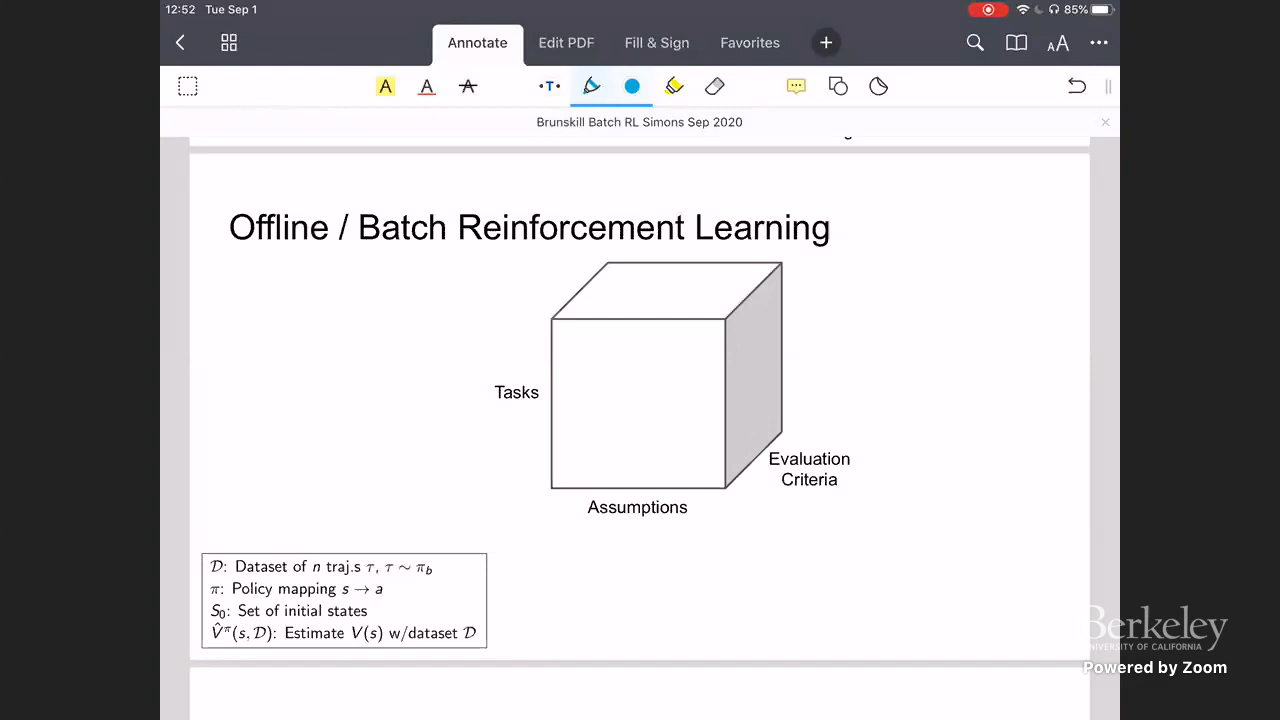 12:52 Tue Sep 1
85%
Annotate Edit PDF Fill & Sign Favorites
AA
A A A T
Brunskill Batch RL Simons Sep 2020
Offline / Batch Reinforcement Learning
Tasks
Evaluation
Criteria
Assumptions
𝒟: Dataset of n traj.s τ, τ ∼ π_b
π: Policy mapping s → a
S₀: Set of initial states
V̂^π(s, 𝒟): Estimate V(s) w/dataset 𝒟
Berkeley
UNIVERSITY OF CALIFORNIA
Powered by Zoom